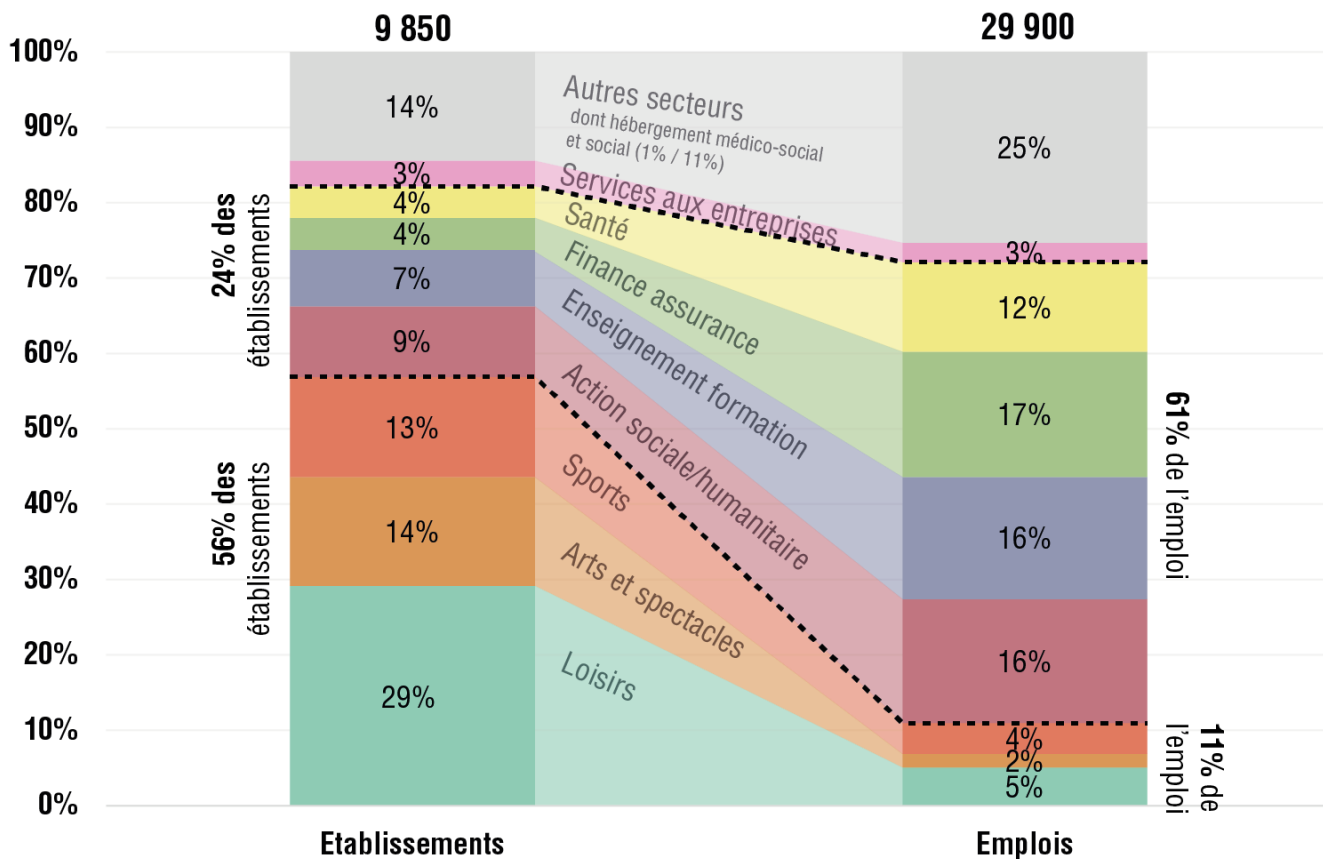 9 850
29 900
100%
90%
80%
70%
60%
50%
40%
30%
20%
10%
0%
24% des
établissements
56% des
établissements
14%
3%
4%
4%
7%
9%
13%
14%
29%
Autres secteurs
dont hébergement médico-social
et social (1% / 11%)
Services aux entreprises
Santé
Finance assurance
Enseignement formation
Action sociale/humanitaire
Sports
Arts et spectacles
Loisirs
25%
3%
12%
17%
16%
16%
4%
2%
5%
61% de l'emploi
11% de
l'emploi
Etablissements
Emplois